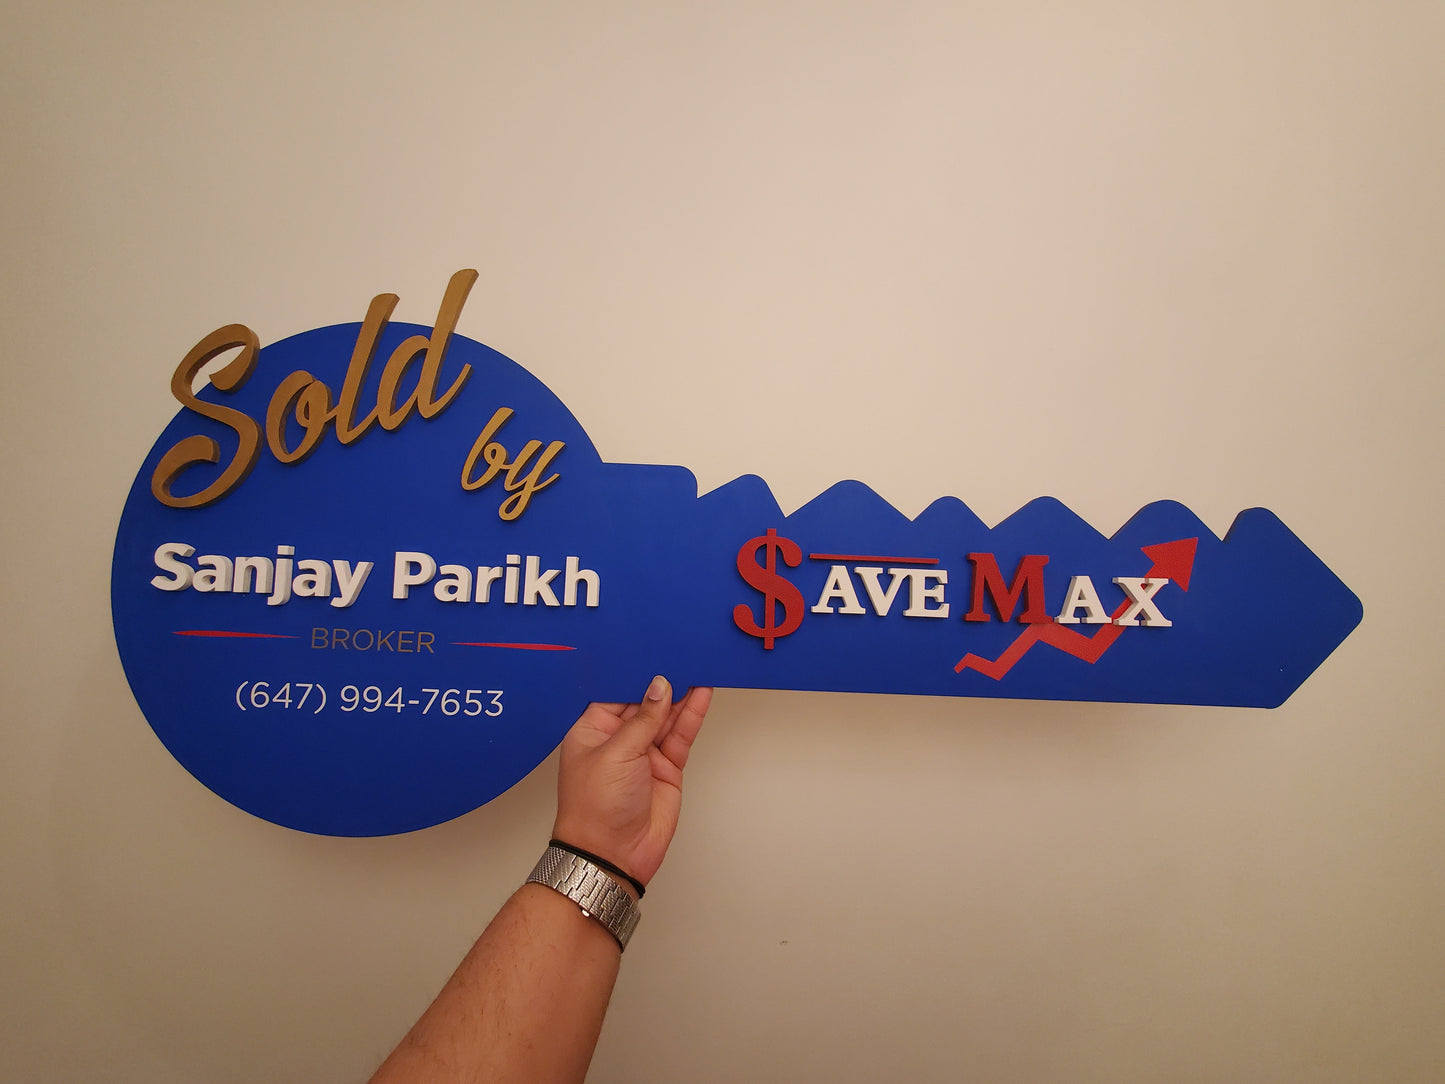 Sold
by
Sanjay Parikh
BROKER
(647) 994-7653
$AVE MAX